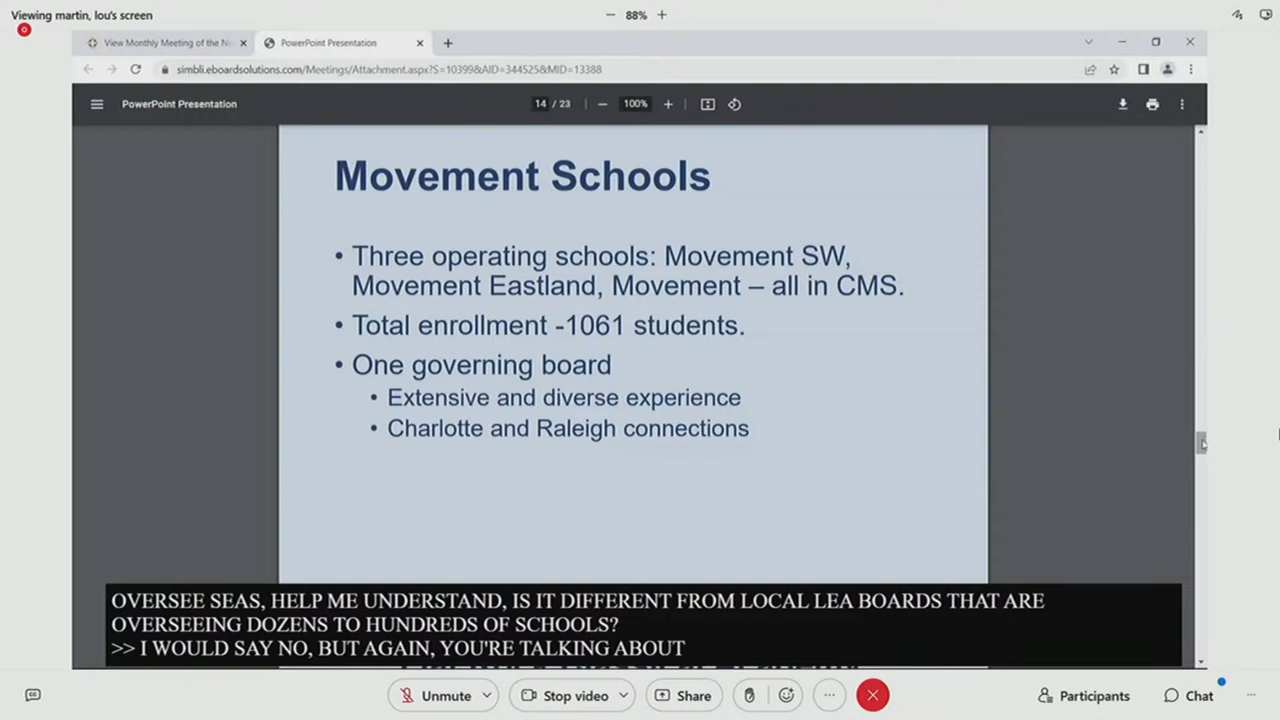 Viewing martin, lou's screen
88%
View Monthly Meeting of the N
PowerPoint Presentation
simbli.eboardsolutions.com/Meetings/Attachment.aspx?S=10399&AID=344525&MID=13388
PowerPoint Presentation
14 / 23
100%
Movement Schools
• Three operating schools: Movement SW,
Movement Eastland, Movement – all in CMS.
• Total enrollment -1061 students.
• One governing board
• Extensive and diverse experience
• Charlotte and Raleigh connections
OVERSEE SEAS, HELP ME UNDERSTAND, IS IT DIFFERENT FROM LOCAL LEA BOARDS THAT ARE
OVERSEEING DOZENS TO HUNDREDS OF SCHOOLS?
>> I WOULD SAY NO, BUT AGAIN, YOU'RE TALKING ABOUT
Unmute
Stop video
Share
Participants
Chat